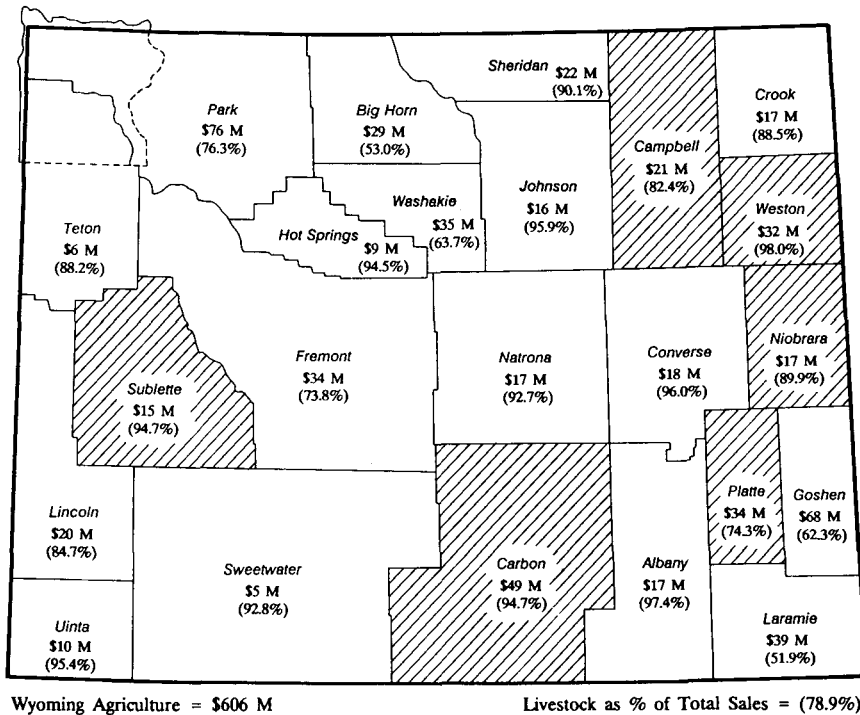 Sheridan
$22 M
(90.1%)
Park
$76 M
(76.3%)
Big Horn
$29 M
(53.0%)
Crook
$17 M
(88.5%)
Campbell
$21 M
(82.4%)
Washakie
$35 M
(63.7%)
Johnson
$16 M
(95.9%)
Weston
$32 M
(98.0%)
Teton
$6 M
(88.2%)
Hot Springs
$9 M
(94.5%)
Fremont
$34 M
(73.8%)
Natrona
$17 M
(92.7%)
Converse
$18 M
(96.0%)
Niobrara
$17 M
(89.9%)
Sublette
$15 M
(94.7%)
Lincoln
$20 M
(84.7%)
Platte
$34 M
(74.3%)
Goshen
$68 M
(62.3%)
Sweetwater
$5 M
(92.8%)
Carbon
$49 M
(94.7%)
Albany
$17 M
(97.4%)
Uinta
$10 M
(95.4%)
Laramie
$39 M
(51.9%)
Wyoming Agriculture = $606 M
Livestock as % of Total Sales = (78.9%)